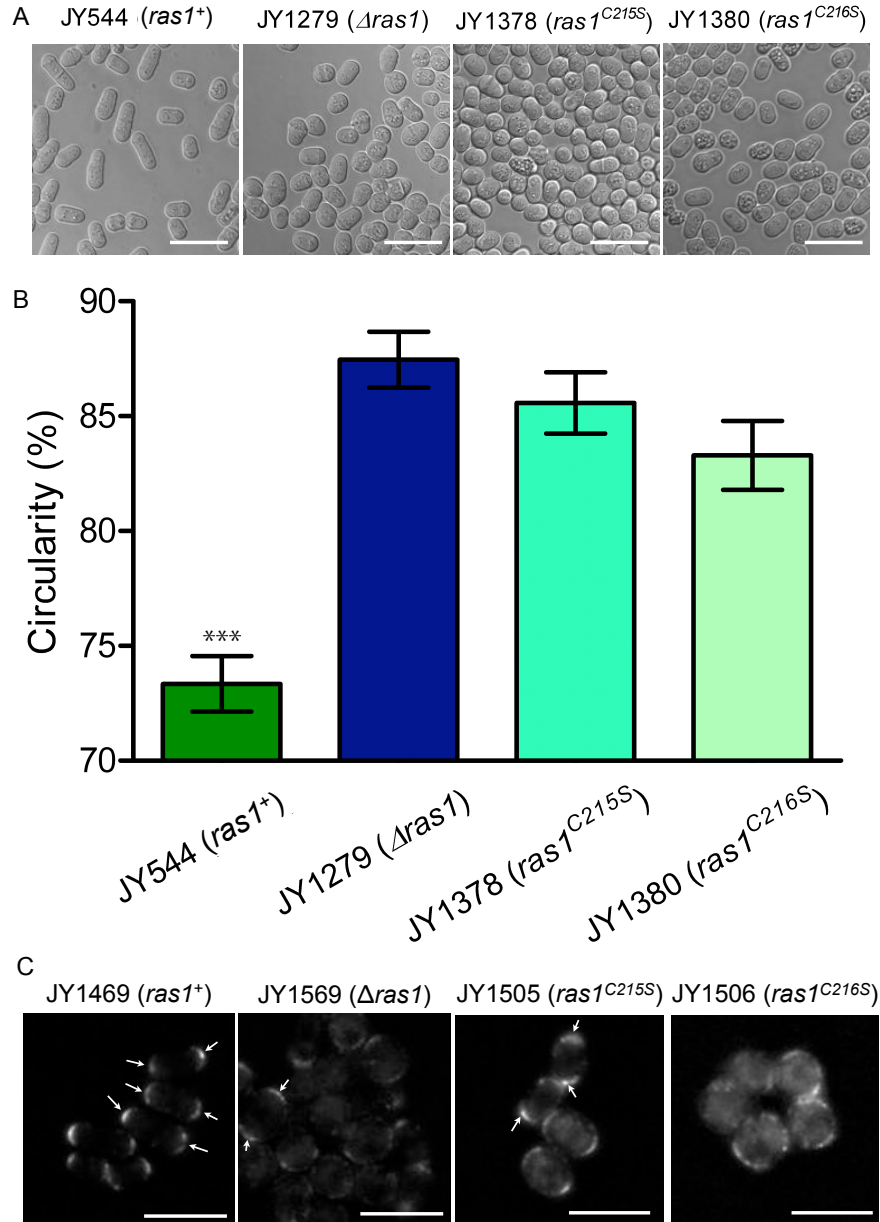 A
JY544 (ras1⁺) JY1279 (Δras1) JY1378 (ras1ᶜ²¹⁵ˢ) JY1380 (ras1ᶜ²¹⁶ˢ)
B
90
85
80
75
70
Circularity (%)
***
JY544 (ras1⁺)
JY1279 (Δras1)
JY1378 (ras1ᶜ²¹⁵ˢ)
JY1380 (ras1ᶜ²¹⁶ˢ)
C
JY1469 (ras1⁺) JY1569 (Δras1) JY1505 (ras1ᶜ²¹⁵ˢ) JY1506 (ras1ᶜ²¹⁶ˢ)